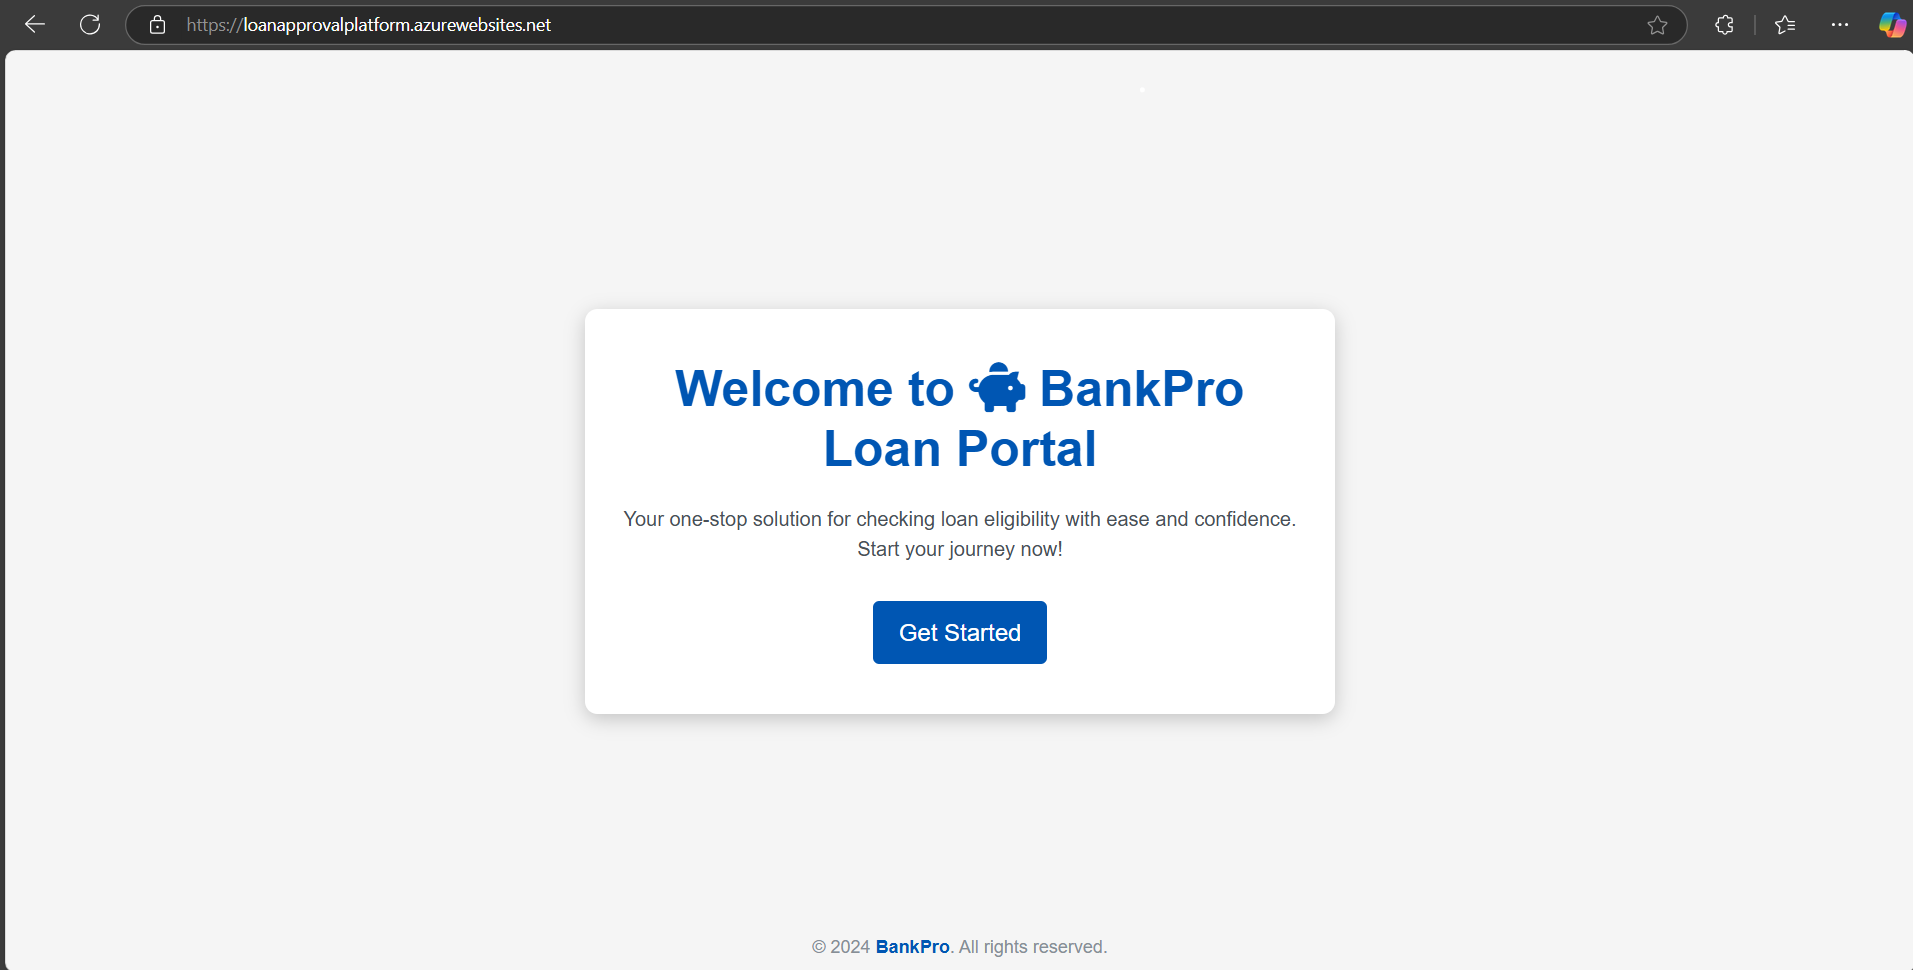 https://loanapprovalplatform.azurewebsites.net
Welcome to BankPro
Loan Portal
Your one-stop solution for checking loan eligibility with ease and confidence.
Start your journey now!
Get Started
© 2024 BankPro. All rights reserved.